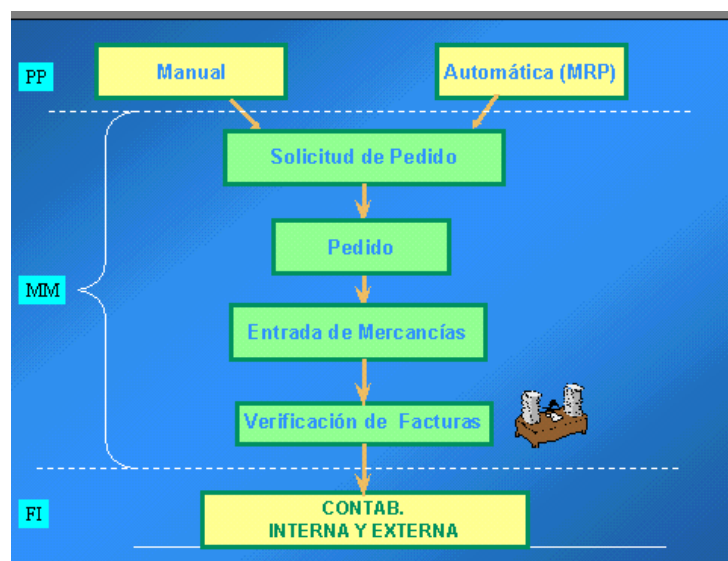 PP
Manual
Automática (MRP)
Solicitud de Pedido
Pedido
MM
Entrada de Mercancías
Verificación de Facturas
FI
CONTAB.
INTERNA Y EXTERNA